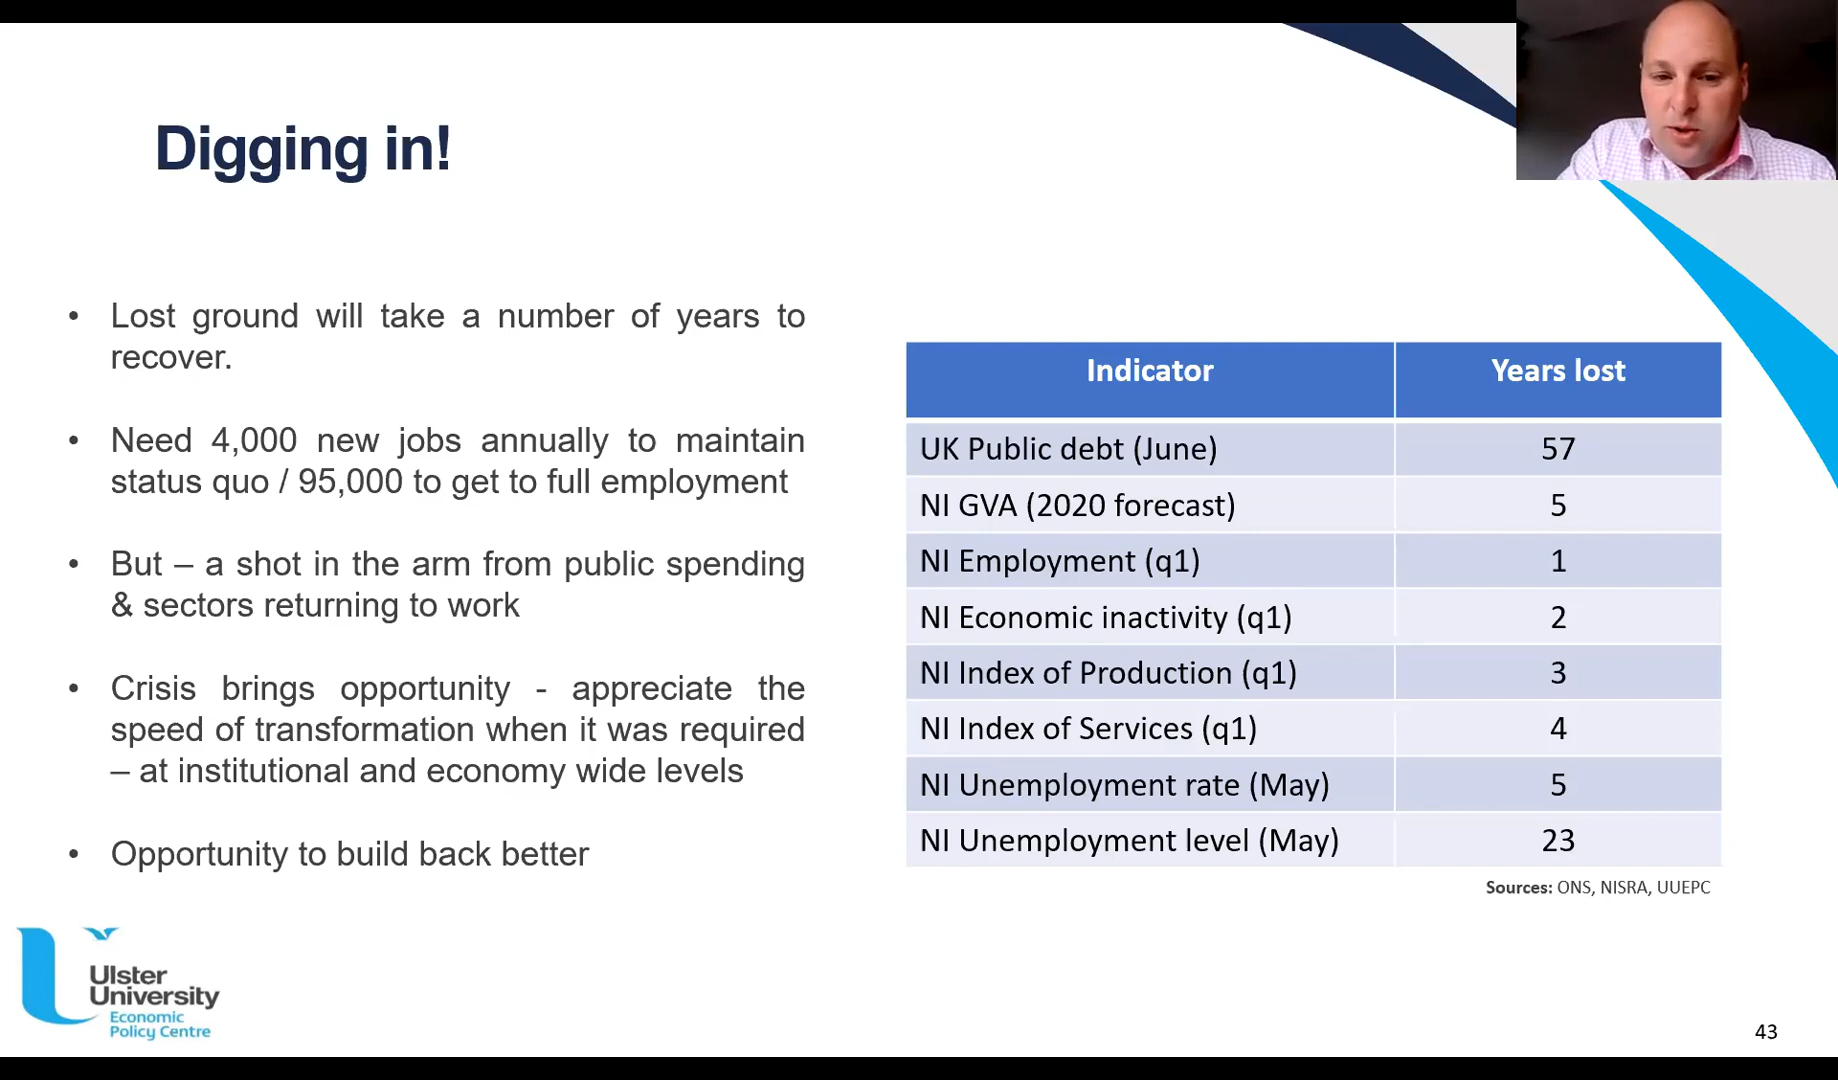 Digging in!
• Lost ground will take a number of years to
recover.
• Need 4,000 new jobs annually to maintain
status quo / 95,000 to get to full employment
• But – a shot in the arm from public spending
& sectors returning to work
• Crisis brings opportunity - appreciate the
speed of transformation when it was required
– at institutional and economy wide levels
• Opportunity to build back better
Indicator Years lost
UK Public debt (June) 57
NI GVA (2020 forecast) 5
NI Employment (q1) 1
NI Economic inactivity (q1) 2
NI Index of Production (q1) 3
NI Index of Services (q1) 4
NI Unemployment rate (May) 5
NI Unemployment level (May) 23
Sources: ONS, NISRA, UUEPC
Ulster
University
Economic
Policy Centre
43